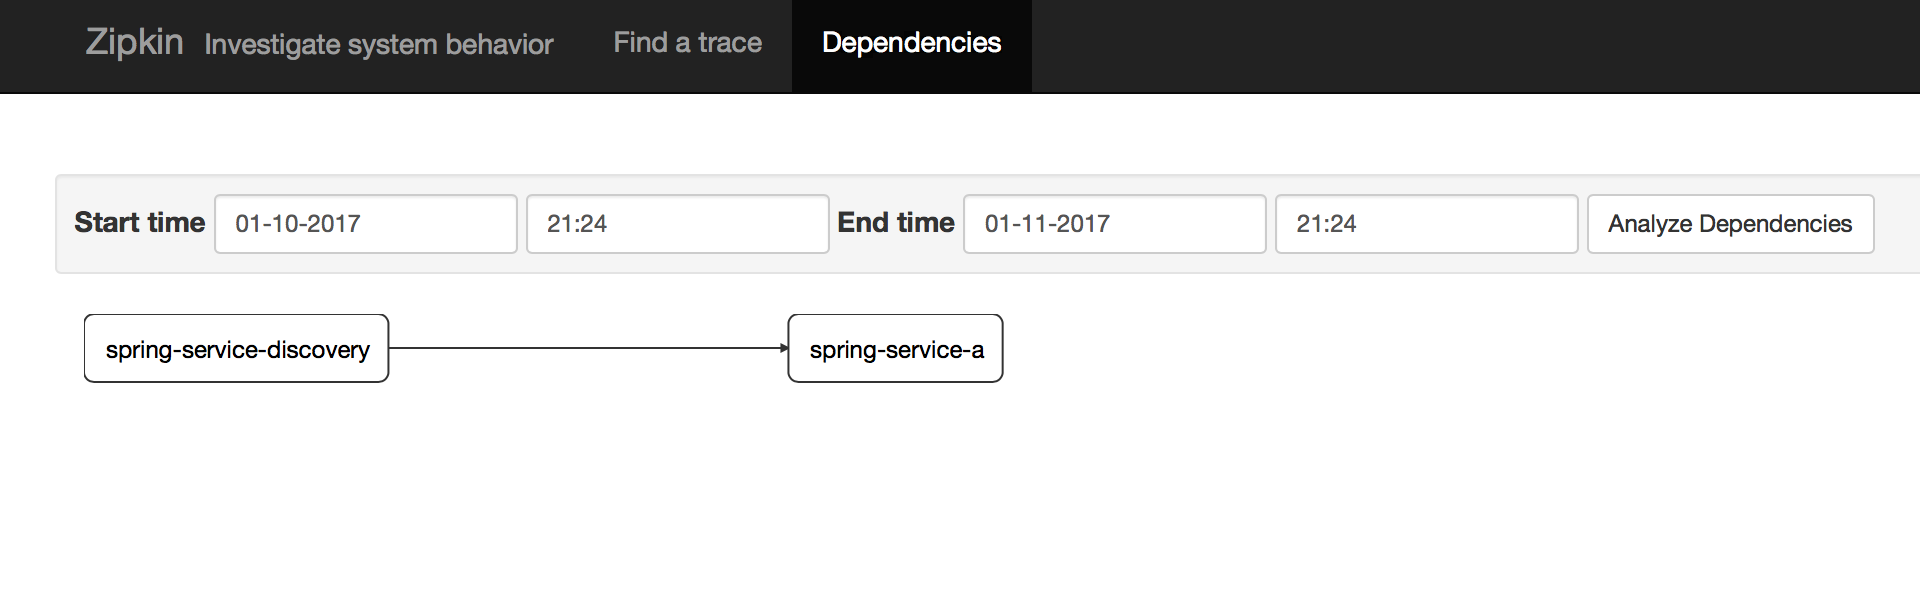 Zipkin Investigate system behavior Find a trace Dependencies
Start time 01-10-2017 21:24 End time 01-11-2017 21:24 Analyze Dependencies
spring-service-discovery spring-service-a